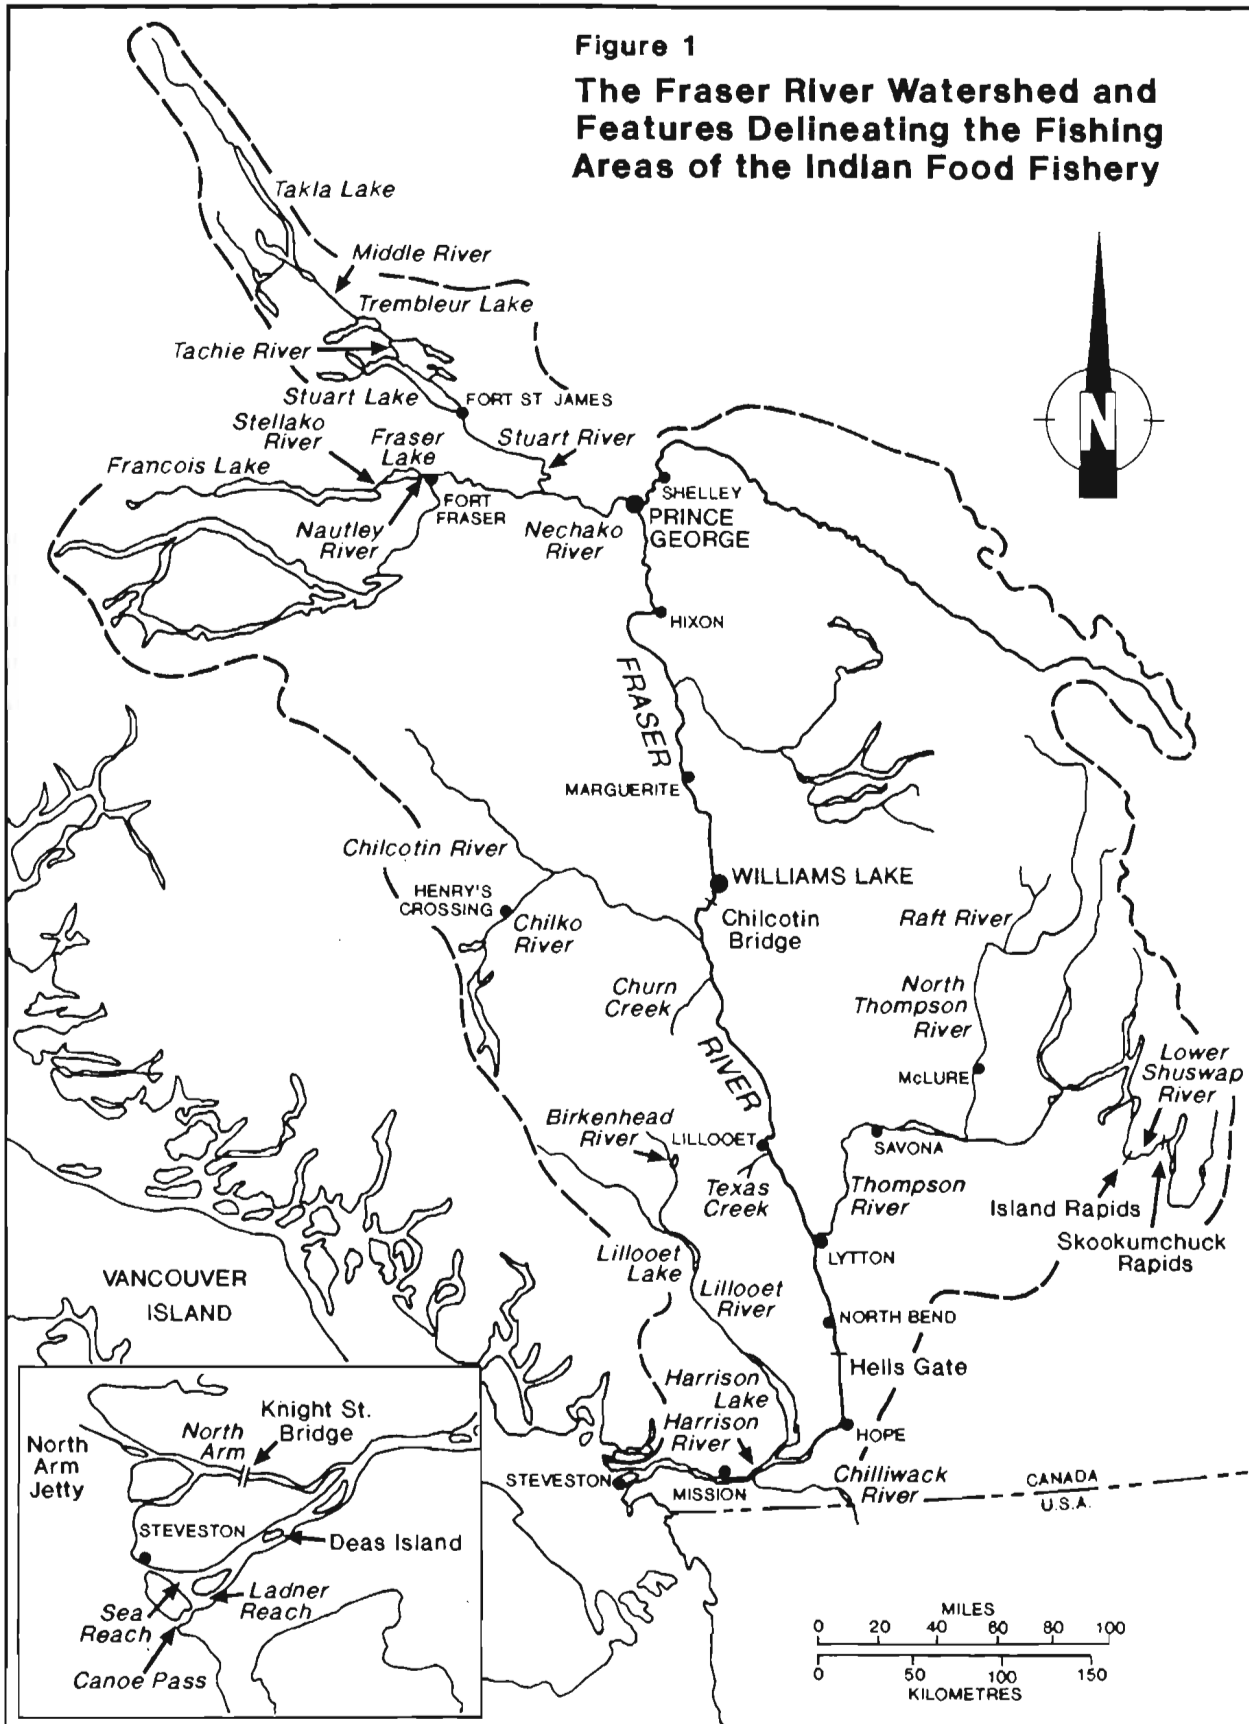 Figure 1
The Fraser River Watershed and
Features Delineating the Fishing
Areas of the Indian Food Fishery
Takla Lake
Middle River
Trembleur Lake
Tachie River
Stuart Lake
FORT ST JAMES
Stellako
River
Fraser
Lake
Stuart River
Francois Lake
SHELLEY
FORT
FRASER
PRINCE
GEORGE
Nautley
River
Nechako
River
N
HIXON
FRASER
MARGUERITE
Chilcotin River
WILLIAMS LAKE
HENRY'S
CROSSING
Chilko
River
Chilcotin
Bridge
Raft River
Churn
Creek
North
Thompson
River
RIVER
McLURE
Lower
Shuswap
River
Birkenhead
River
LILLOOET
SAVONA
Texas
Creek
Thompson
River
Island Rapids
Skookumchuck
Rapids
Lillooet
Lake
LYTTON
VANCOUVER
ISLAND
Lillooet
River
NORTH BEND
Hells Gate
Harrison
Lake
Harrison
River
HOPE
STEVESTON
MISSION
Chilliwack
River
CANADA
U.S.A.
Knight St.
Bridge
North
Arm
North
Arm
Jetty
STEVESTON
Deas Island
Ladner
Reach
Sea
Reach
Canoe Pass
MILES
0 20 40 60 80 100
0 50 100 150
KILOMETRES